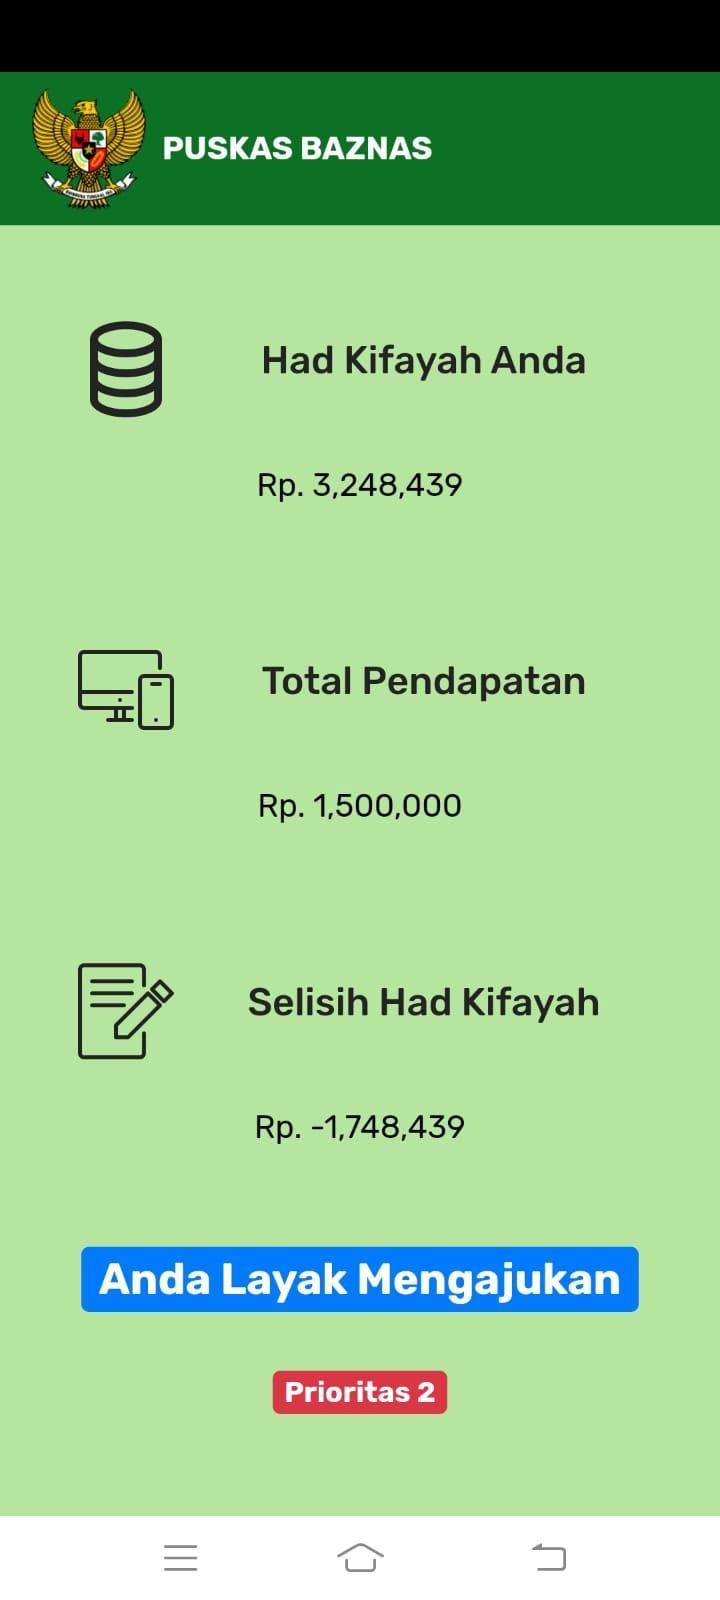 PUSKAS BAZNAS
Had Kifayah Anda
Rp. 3,248,439
Total Pendapatan
Rp. 1,500,000
Selisih Had Kifayah
Rp. -1,748,439
Anda Layak Mengajukan
Prioritas 2